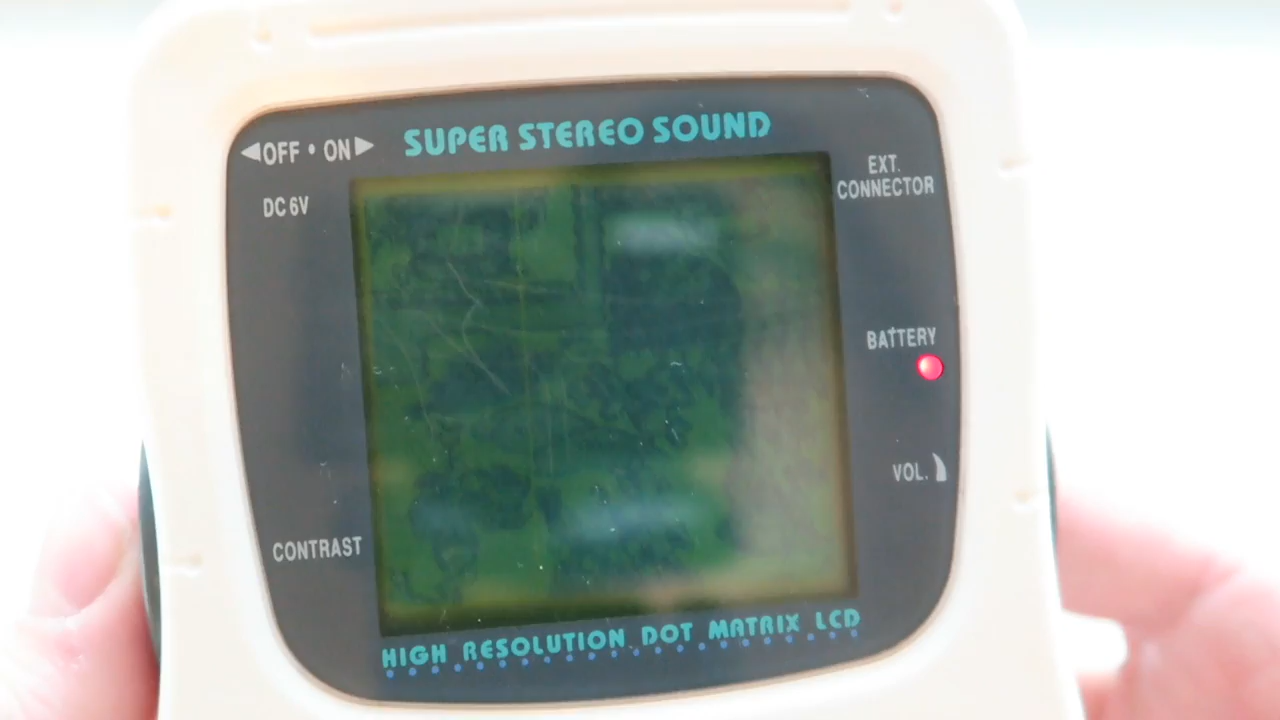 ◀OFF • ON▶
SUPER STEREO SOUND
DC 6V
EXT.
CONNECTOR
BATTERY
VOL.
CONTRAST
HIGH RESOLUTION DOT MATRIX LCD